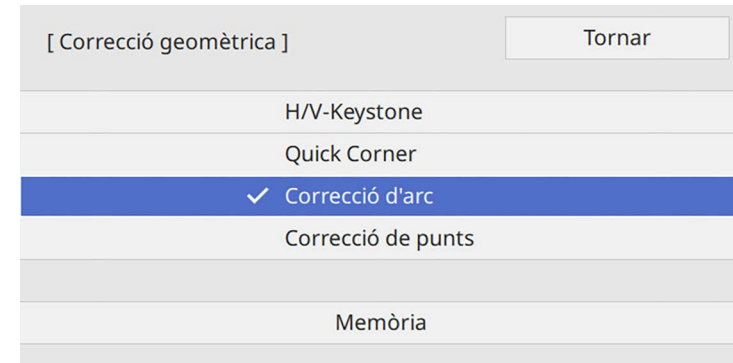 [ Correcció geomètrica ]
Tornar
H/V-Keystone
Quick Corner
Correcció d'arc
Correcció de punts
Memòria